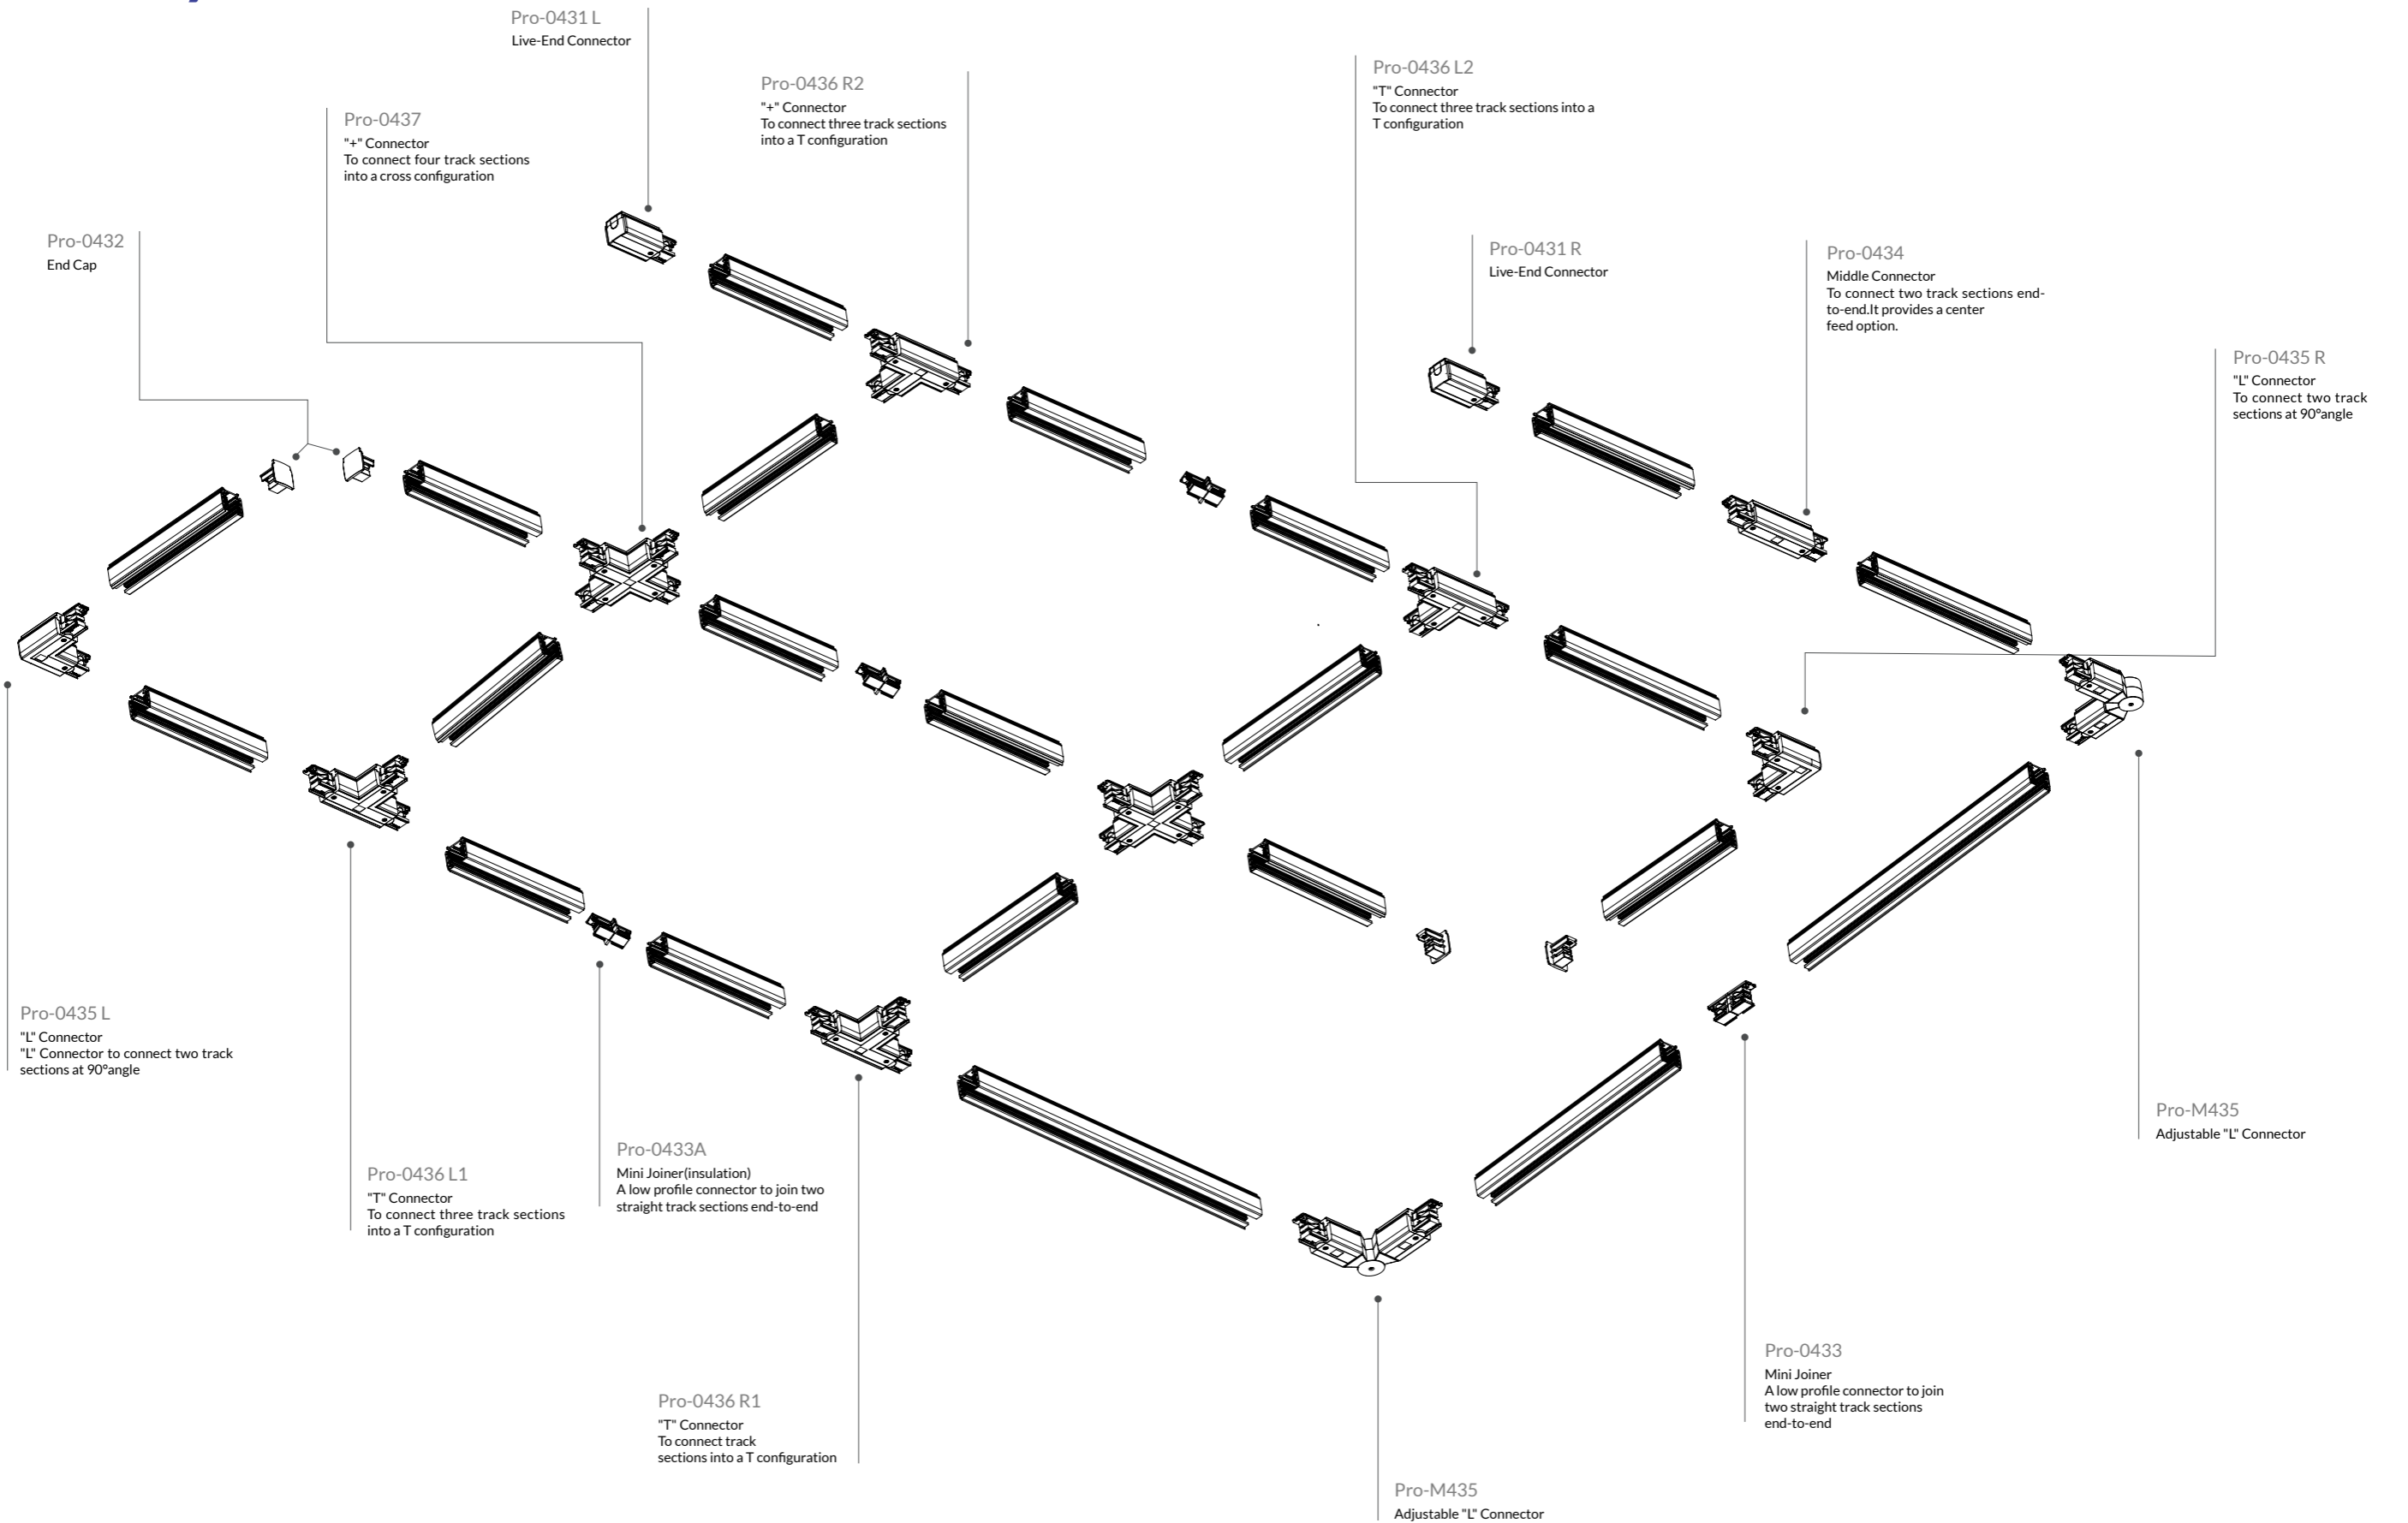 Pro-0431 L
Live-End Connector
Pro-0436 R2
"+" Connector
To connect three track sections
into a T configuration
Pro-0436 L2
"T" Connector
To connect three track sections into a
T configuration
Pro-0437
"+" Connector
To connect four track sections
into a cross configuration
Pro-0432
End Cap
Pro-0431 R
Live-End Connector
Pro-0434
Middle Connector
To connect two track sections end-
to-end.It provides a center
feed option.
Pro-0435 R
"L" Connector
To connect two track
sections at 90°angle
Pro-0435 L
"L" Connector
"L" Connector to connect two track
sections at 90°angle
Pro-0436 L1
"T" Connector
To connect three track sections
into a T configuration
Pro-0433A
Mini Joiner(insulation)
A low profile connector to join two
straight track sections end-to-end
Pro-M435
Adjustable "L" Connector
Pro-0436 R1
"T" Connector
To connect track
sections into a T configuration
Pro-0433
Mini Joiner
A low profile connector to join
two straight track sections
end-to-end
Pro-M435
Adjustable "L" Connector